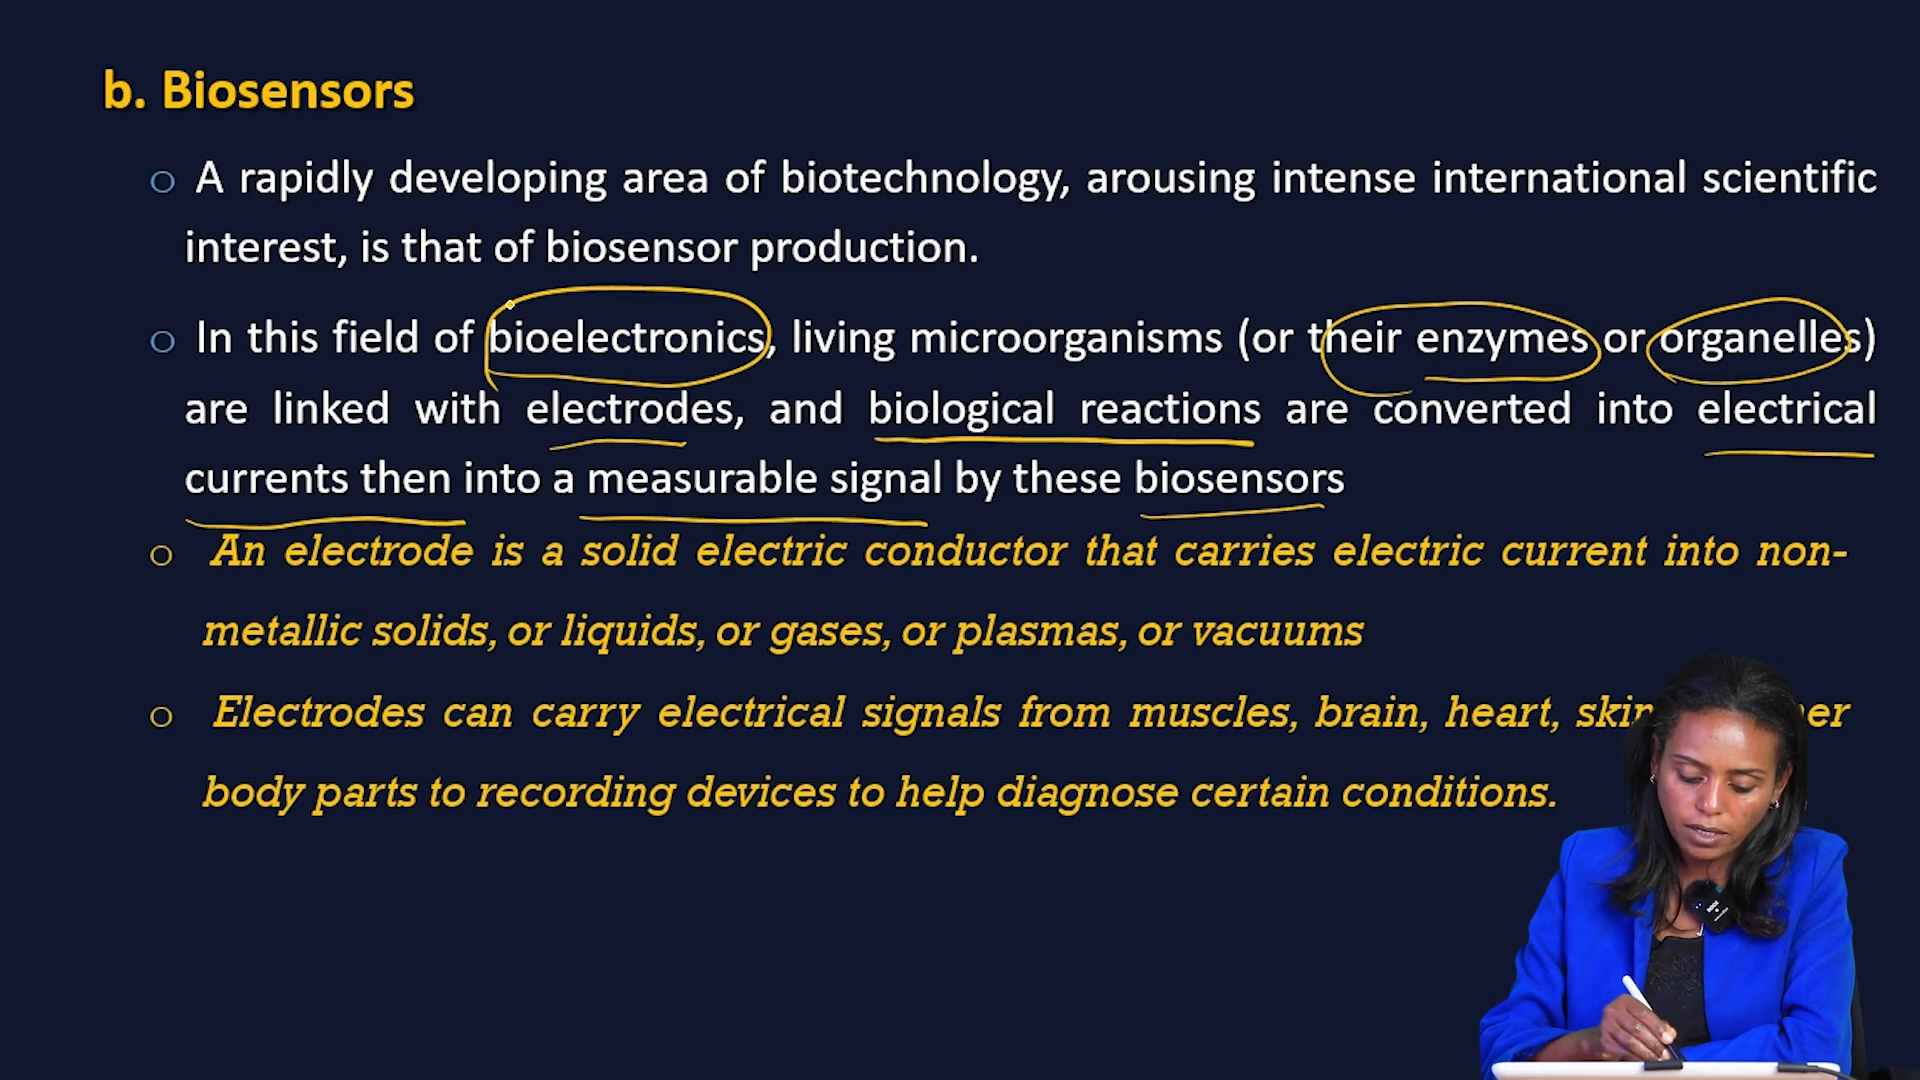 b. Biosensors
o A rapidly developing area of biotechnology, arousing intense international scientific
interest, is that of biosensor production.
o In this field of bioelectronics, living microorganisms (or their enzymes or organelles)
are linked with electrodes, and biological reactions are converted into electrical
currents then into a measurable signal by these biosensors
o An electrode is a solid electric conductor that carries electric current into non-
metallic solids, or liquids, or gases, or plasmas, or vacuums
o Electrodes can carry electrical signals from muscles, brain, heart,
body parts to recording devices to help diagnose certain conditions.